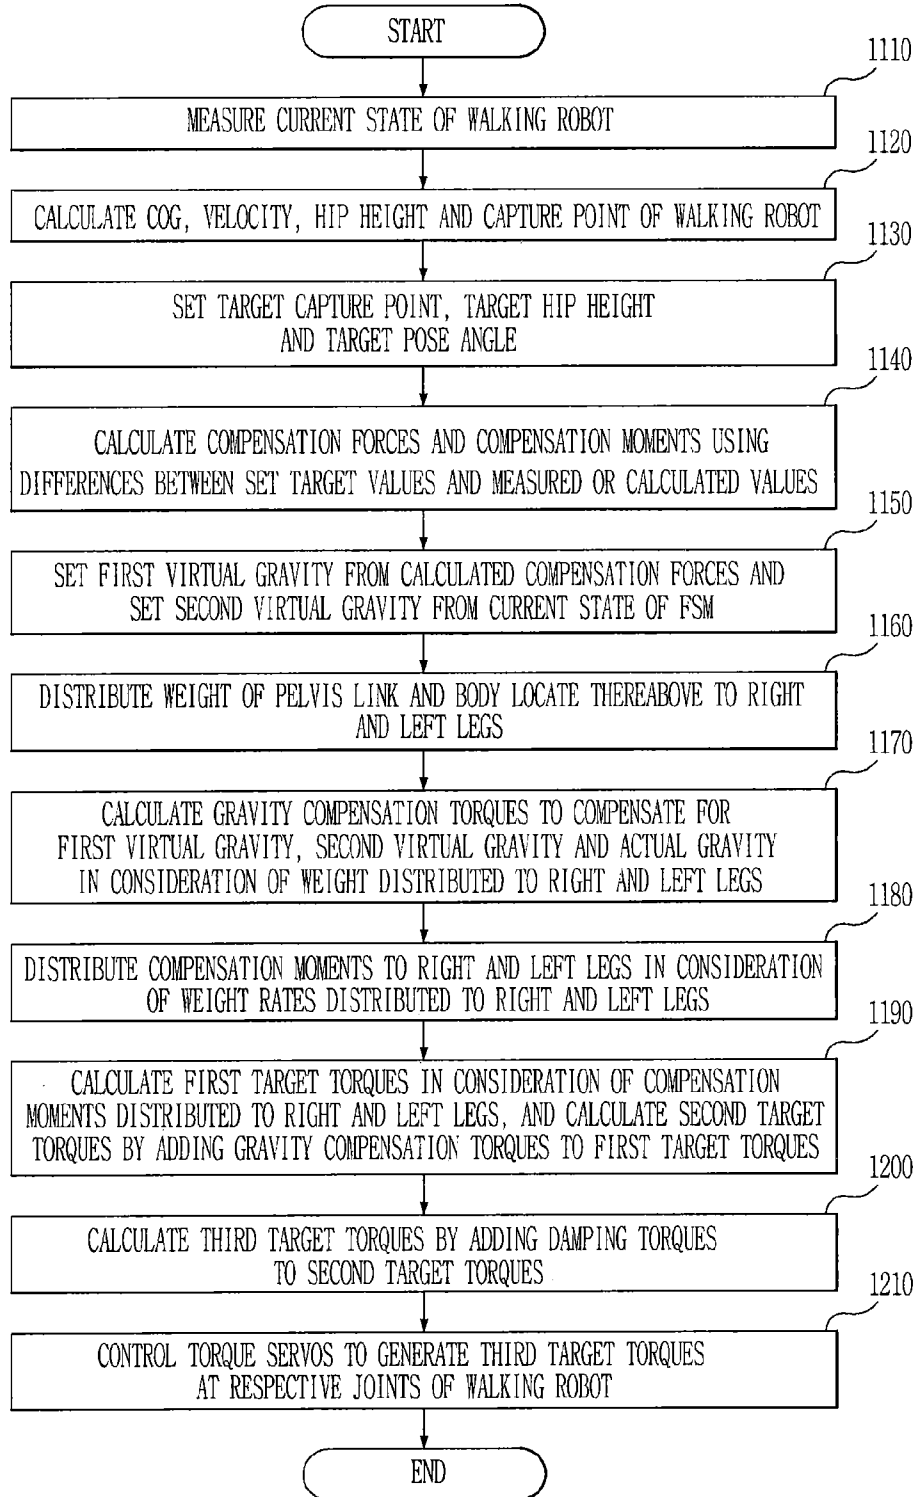 START
1110
MEASURE CURRENT STATE OF WALKING ROBOT
1120
CALCULATE COG, VELOCITY, HIP HEIGHT AND CAPTURE POINT OF WALKING ROBOT
1130
SET TARGET CAPTURE POINT, TARGET HIP HEIGHT
AND TARGET POSE ANGLE
1140
CALCULATE COMPENSATION FORCES AND COMPENSATION MOMENTS USING
DIFFERENCES BETWEEN SET TARGET VALUES AND MEASURED OR CALCULATED VALUES
1150
SET FIRST VIRTUAL GRAVITY FROM CALCULATED COMPENSATION FORCES AND
SET SECOND VIRTUAL GRAVITY FROM CURRENT STATE OF FSM
1160
DISTRIBUTE WEIGHT OF PELVIS LINK AND BODY LOCATE THEREABOVE TO RIGHT
AND LEFT LEGS
1170
CALCULATE GRAVITY COMPENSATION TORQUES TO COMPENSATE FOR
FIRST VIRTUAL GRAVITY, SECOND VIRTUAL GRAVITY AND ACTUAL GRAVITY
IN CONSIDERATION OF WEIGHT DISTRIBUTED TO RIGHT AND LEFT LEGS
1180
DISTRIBUTE COMPENSATION MOMENTS TO RIGHT AND LEFT LEGS IN CONSIDERATION
OF WEIGHT RATES DISTRIBUTED TO RIGHT AND LEFT LEGS
1190
CALCULATE FIRST TARGET TORQUES IN CONSIDERATION OF COMPENSATION
MOMENTS DISTRIBUTED TO RIGHT AND LEFT LEGS, AND CALCULATE SECOND TARGET
TORQUES BY ADDING GRAVITY COMPENSATION TORQUES TO FIRST TARGET TORQUES
1200
CALCULATE THIRD TARGET TORQUES BY ADDING DAMPING TORQUES
TO SECOND TARGET TORQUES
1210
CONTROL TORQUE SERVOS TO GENERATE THIRD TARGET TORQUES
AT RESPECTIVE JOINTS OF WALKING ROBOT
END